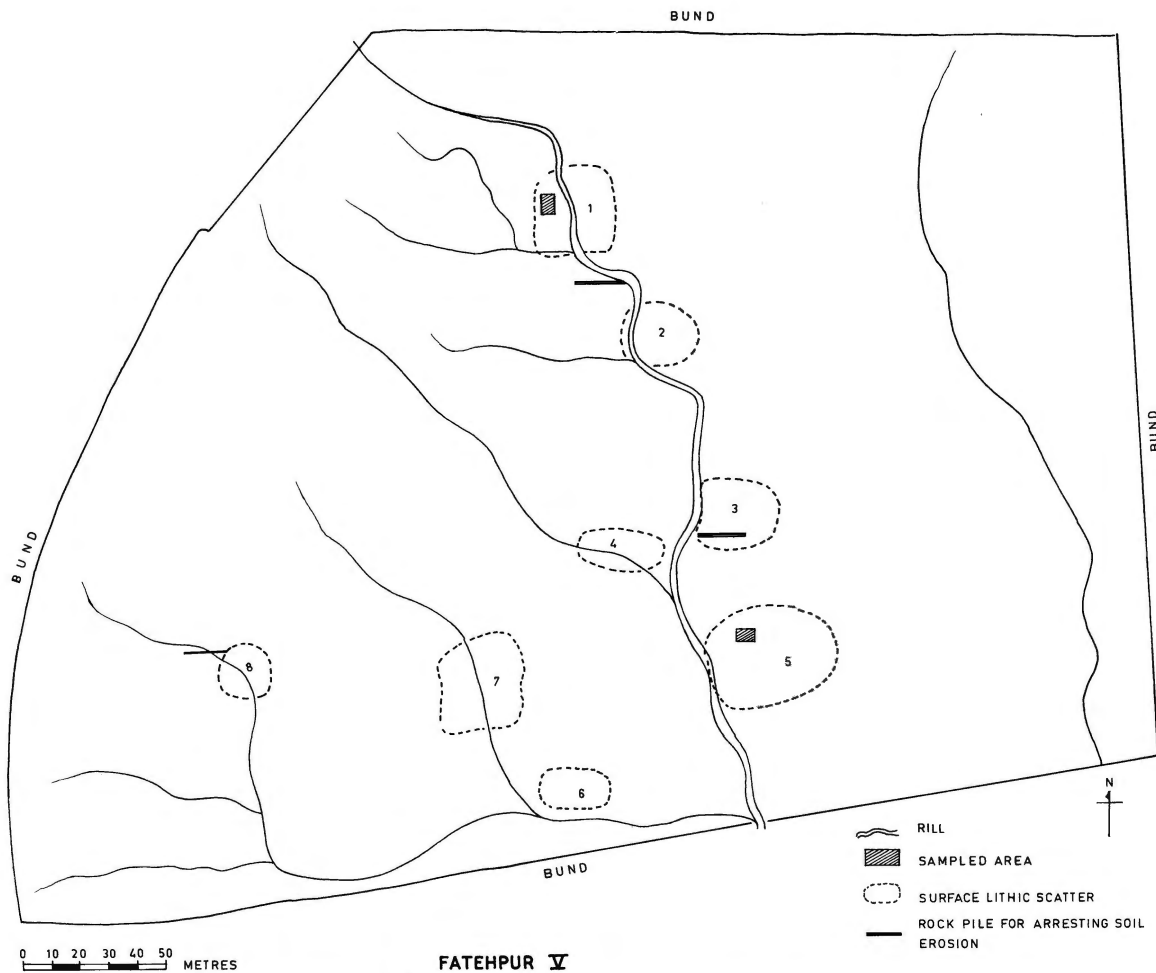 BUND
1
2
BUND
3
4
BUND
5
8
7
6
N
BUND
RILL
SAMPLED AREA
SURFACE LITHIC SCATTER
ROCK PILE FOR ARRESTING SOIL
EROSION
0 10 20 30 40 50 METRES
FATEHPUR V